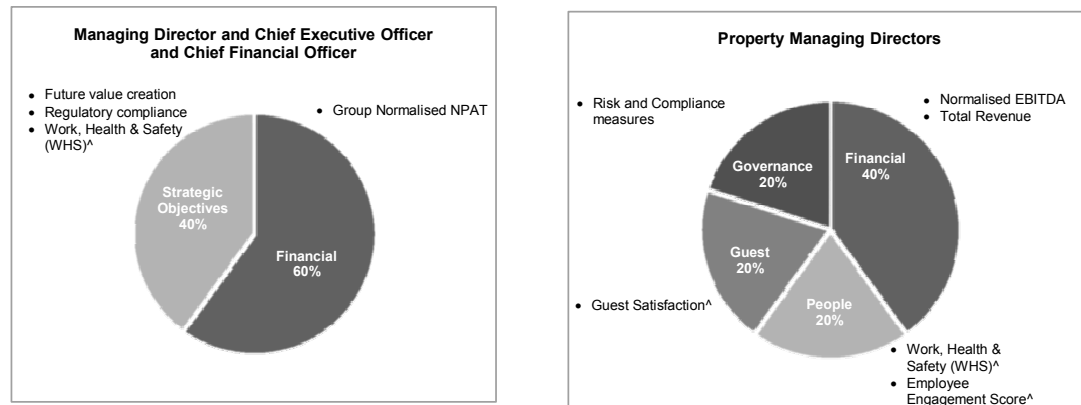 Managing Director and Chief Executive Officer
and Chief Financial Officer
• Future value creation
• Regulatory compliance
• Work, Health & Safety
(WHS)^
• Group Normalised NPAT
Strategic
Objectives
40%
Financial
60%
Property Managing Directors
• Risk and Compliance
measures
• Normalised EBITDA
• Total Revenue
Governance
20%
Financial
40%
Guest
20%
People
20%
• Guest Satisfaction^
• Work, Health &
Safety (WHS)^
• Employee
Engagement Score^